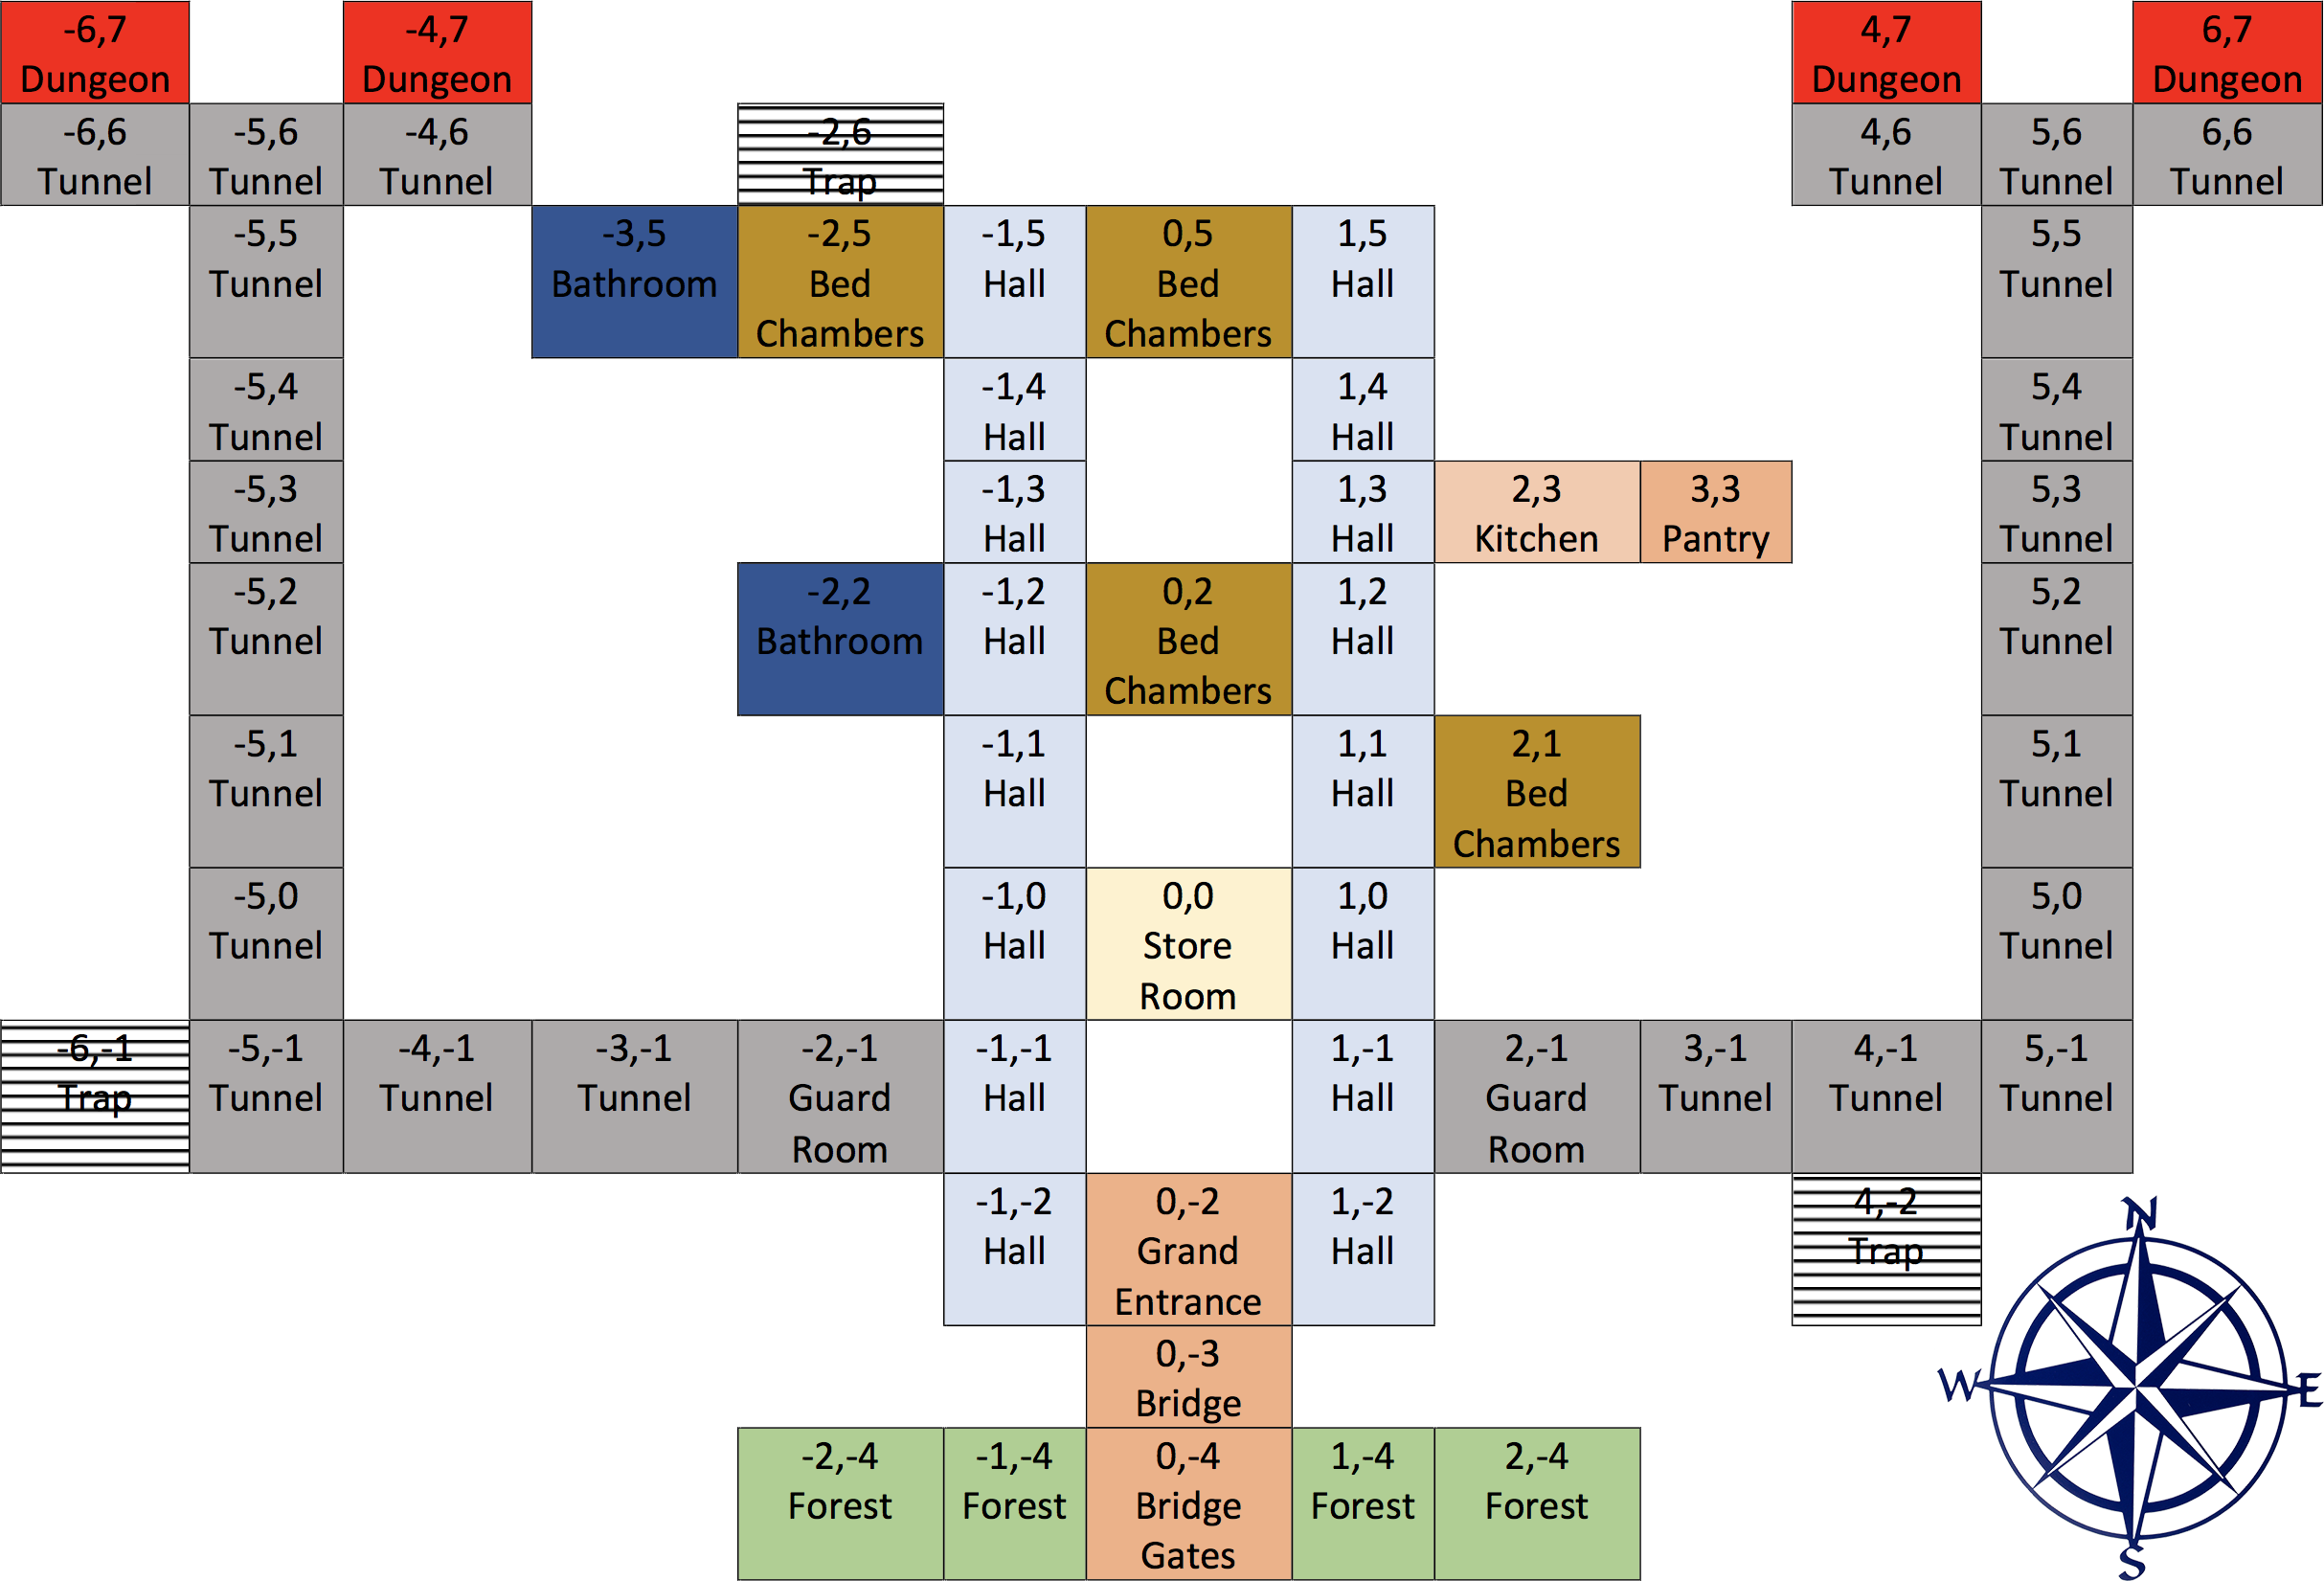 -6,7
Dungeon
-4,7
Dungeon
4,7
Dungeon
6,7
Dungeon
-6,6
Tunnel
-5,6
Tunnel
-4,6
Tunnel
-2,6
Trap
4,6
Tunnel
5,6
Tunnel
6,6
Tunnel
-5,5
Tunnel
-3,5
Bathroom
-2,5
Bed
Chambers
-1,5
Hall
0,5
Bed
Chambers
1,5
Hall
5,5
Tunnel
-5,4
Tunnel
-1,4
Hall
1,4
Hall
5,4
Tunnel
-5,3
Tunnel
-1,3
Hall
1,3
Hall
2,3
Kitchen
3,3
Pantry
5,3
Tunnel
-5,2
Tunnel
-2,2
Bathroom
-1,2
Hall
0,2
Bed
Chambers
1,2
Hall
5,2
Tunnel
-5,1
Tunnel
-1,1
Hall
1,1
Hall
2,1
Bed
Chambers
5,1
Tunnel
-5,0
Tunnel
-1,0
Hall
0,0
Store
Room
1,0
Hall
5,0
Tunnel
-6,-1
Trap
-5,-1
Tunnel
-4,-1
Tunnel
-3,-1
Tunnel
-2,-1
Guard
Room
-1,-1
Hall
1,-1
Hall
2,-1
Guard
Room
3,-1
Tunnel
4,-1
Tunnel
5,-1
Tunnel
-1,-2
Hall
0,-2
Grand
Entrance
1,-2
Hall
4,-2
Trap
0,-3
Bridge
-2,-4
Forest
-1,-4
Forest
0,-4
Bridge
Gates
1,-4
Forest
2,-4
Forest
N
W
E
S